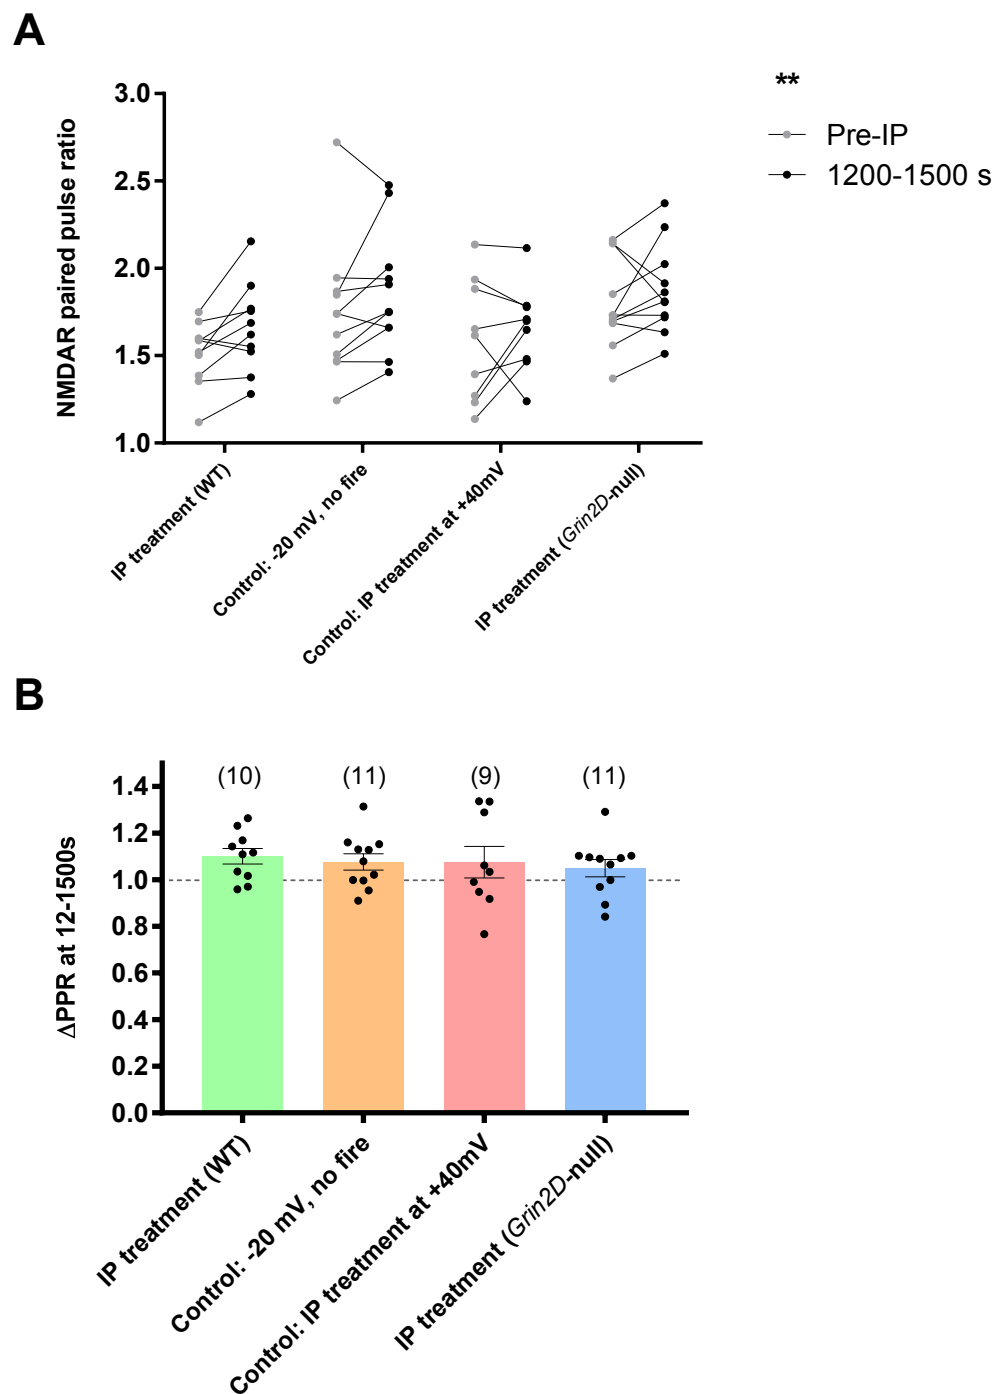 A
**
Pre-IP
1200-1500 s
NMDAR paired pulse ratio
3.0
2.5
2.0
1.5
1.0
IP treatment (WT)
Control: -20 mV, no fire
Control: IP treatment at +40mV
IP treatment (Grin2D-null)
B
ΔPPR at 12-1500s
(10)
(11)
(9)
(11)
1.4
1.2
1.0
0.8
0.6
0.4
0.2
0.0
IP treatment (WT)
Control: -20 mV, no fire
Control: IP treatment at +40mV
IP treatment (Grin2D-null)